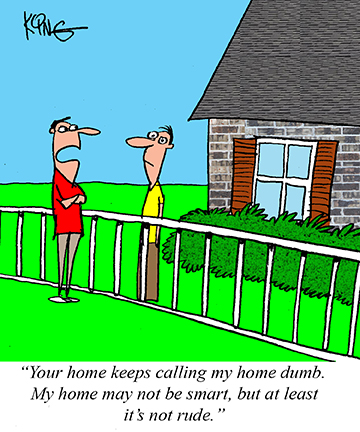 KING
“Your home keeps calling my home dumb.
My home may not be smart, but at least
it’s not rude.”